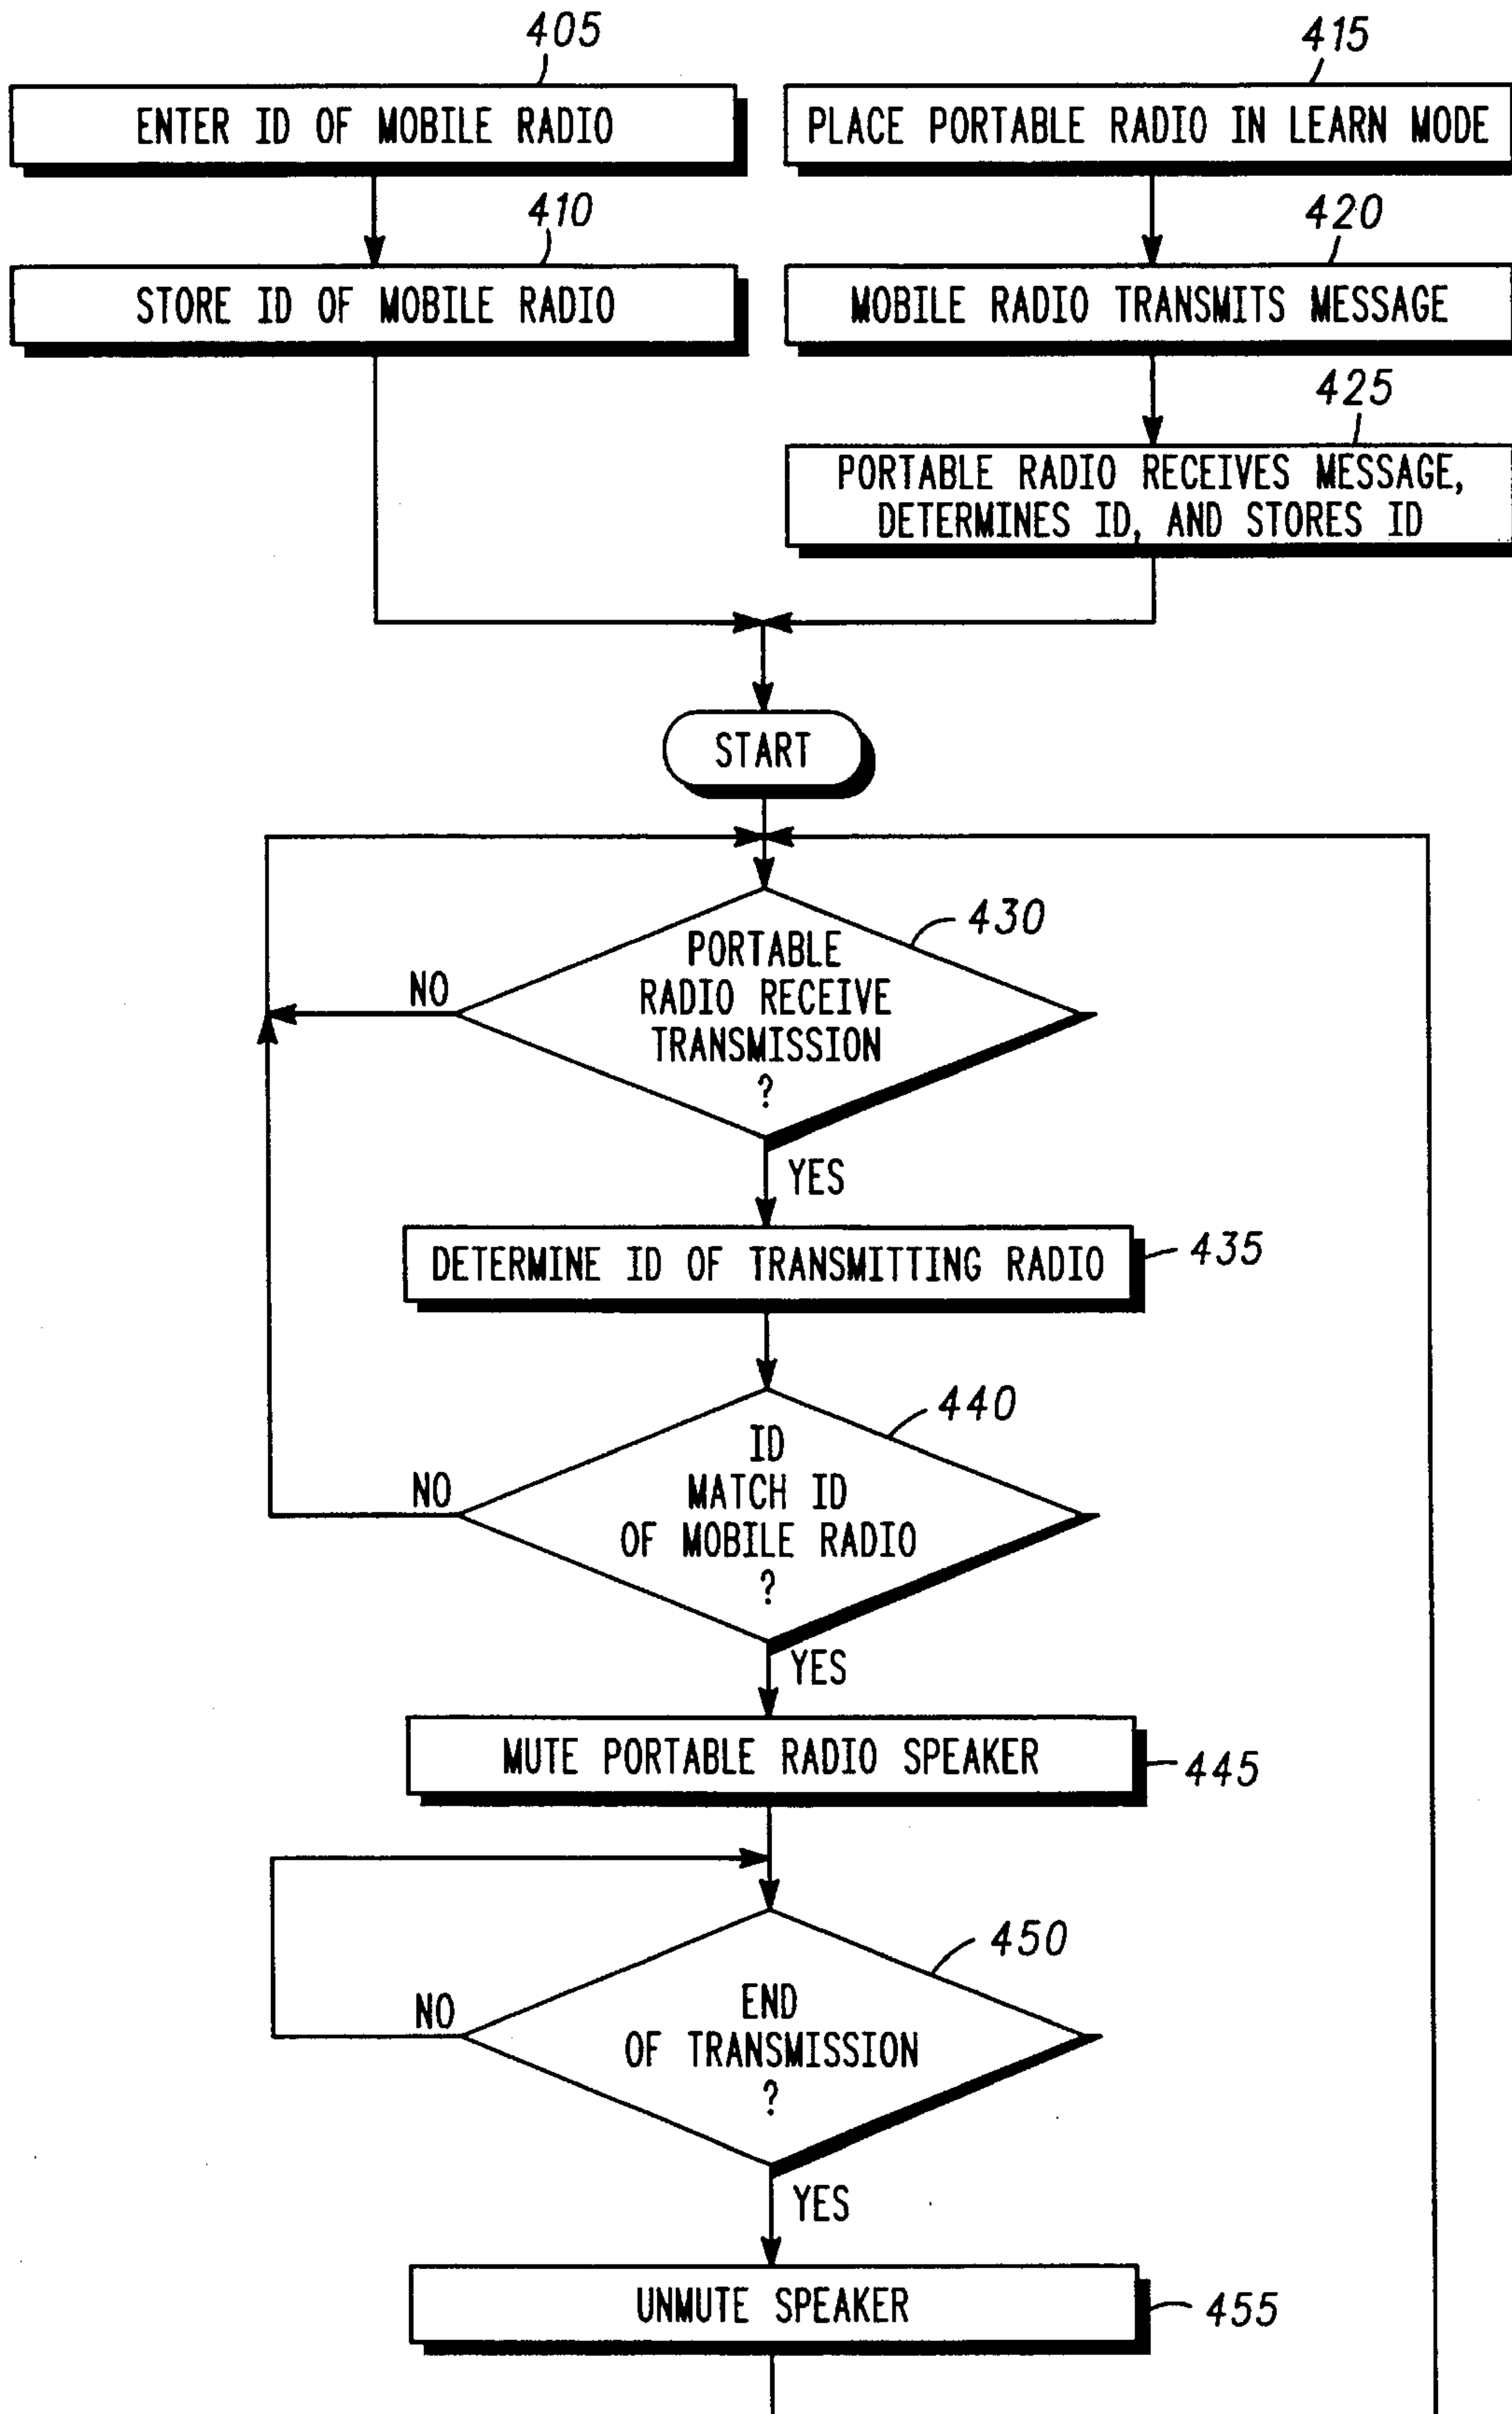 405
ENTER ID OF MOBILE RADIO
410
STORE ID OF MOBILE RADIO
415
PLACE PORTABLE RADIO IN LEARN MODE
420
MOBILE RADIO TRANSMITS MESSAGE
425
PORTABLE RADIO RECEIVES MESSAGE,
DETERMINES ID, AND STORES ID
START
430
PORTABLE
RADIO RECEIVE
TRANSMISSION
?
NO
YES
DETERMINE ID OF TRANSMITTING RADIO
435
440
ID
MATCH ID
OF MOBILE RADIO
?
NO
YES
MUTE PORTABLE RADIO SPEAKER
445
450
END
OF TRANSMISSION
?
NO
YES
UNMUTE SPEAKER
455